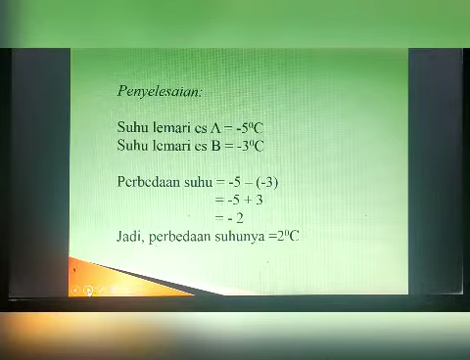 Penyelesaian:
Suhu lemari es A = -5⁰C
Suhu lemari es B = -3⁰C
Perbedaan suhu = -5 – (-3)
= -5 + 3
= - 2
Jadi, perbedaan suhunya =2⁰C